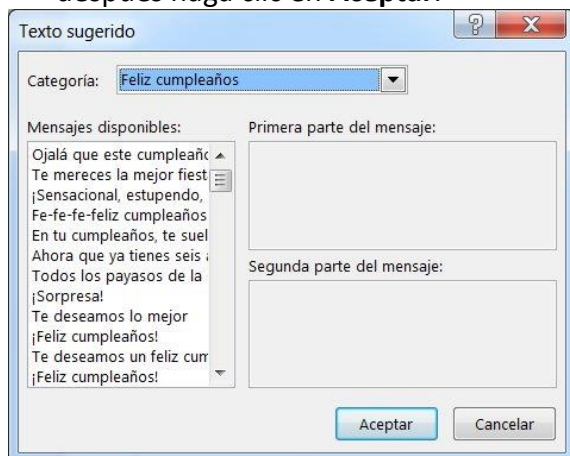 después haga clic en Aceptar.
Texto sugerido
Categoría: Feliz cumpleaños
Mensajes disponibles:
Ojalá que este cumpleañ
Te mereces la mejor fiest
¡Sensacional, estupendo,
Fe-fe-fe-feliz cumpleaños
En tu cumpleaños, te suel
Ahora que ya tienes seis
Todos los payasos de la
¡Sorpresa!
Te deseamos lo mejor
¡Feliz cumpleaños!
Te deseamos un feliz cum
¡Feliz cumpleaños!
Primera parte del mensaje:
Segunda parte del mensaje:
Aceptar Cancelar